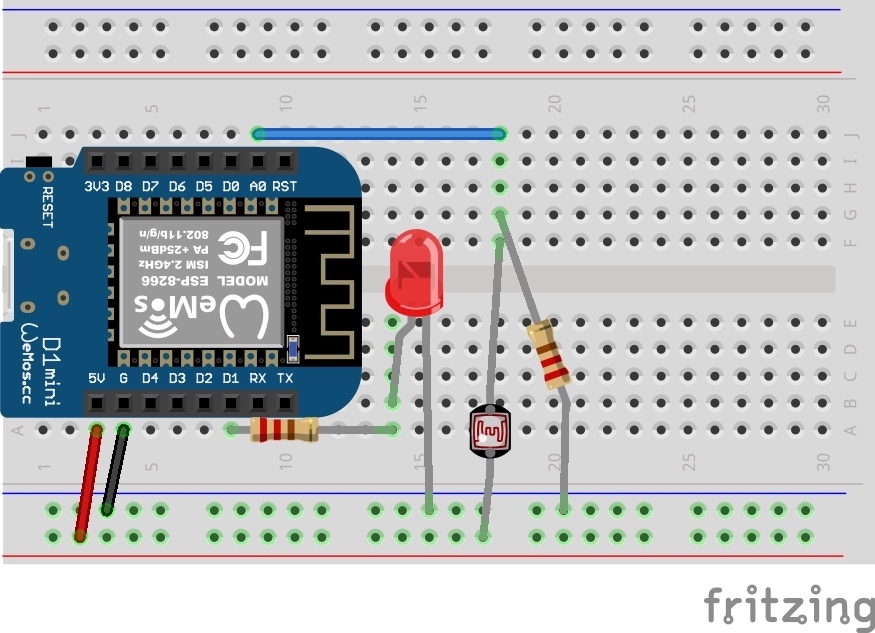 1 5 10 15 20 25 30
J J
I I
H
G G
F F
3V3 D8 D7 D6 D5 D0 A0 RST
RESET
802.11b/g/n
PA +25dBm
ISM 2.4GHz
ESP-8266
MODEL
FC
WeMos
D1 mini
WeMos.cc
5V G D4 D3 D2 D1 RX TX
E
D
C
B
A A
1 5 10 15 20 25 30
fritzing